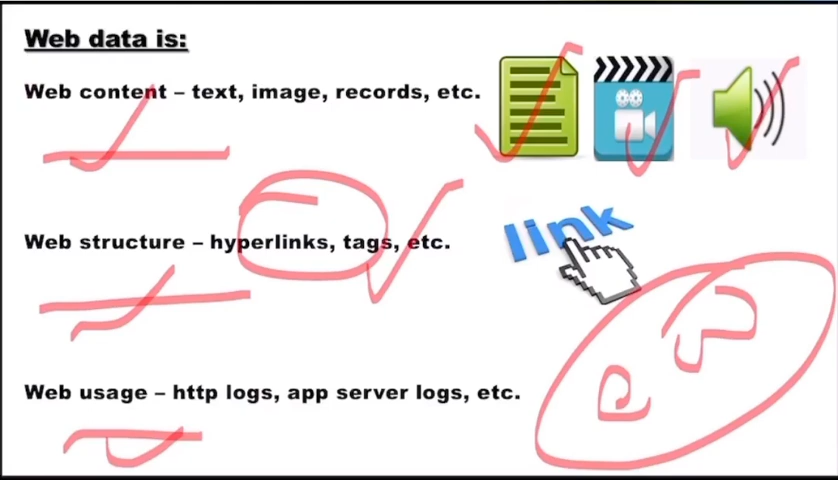 Web data is:
Web content – text, image, records, etc.
Web structure – hyperlinks, tags, etc.
link
Web usage – http logs, app server logs, etc.